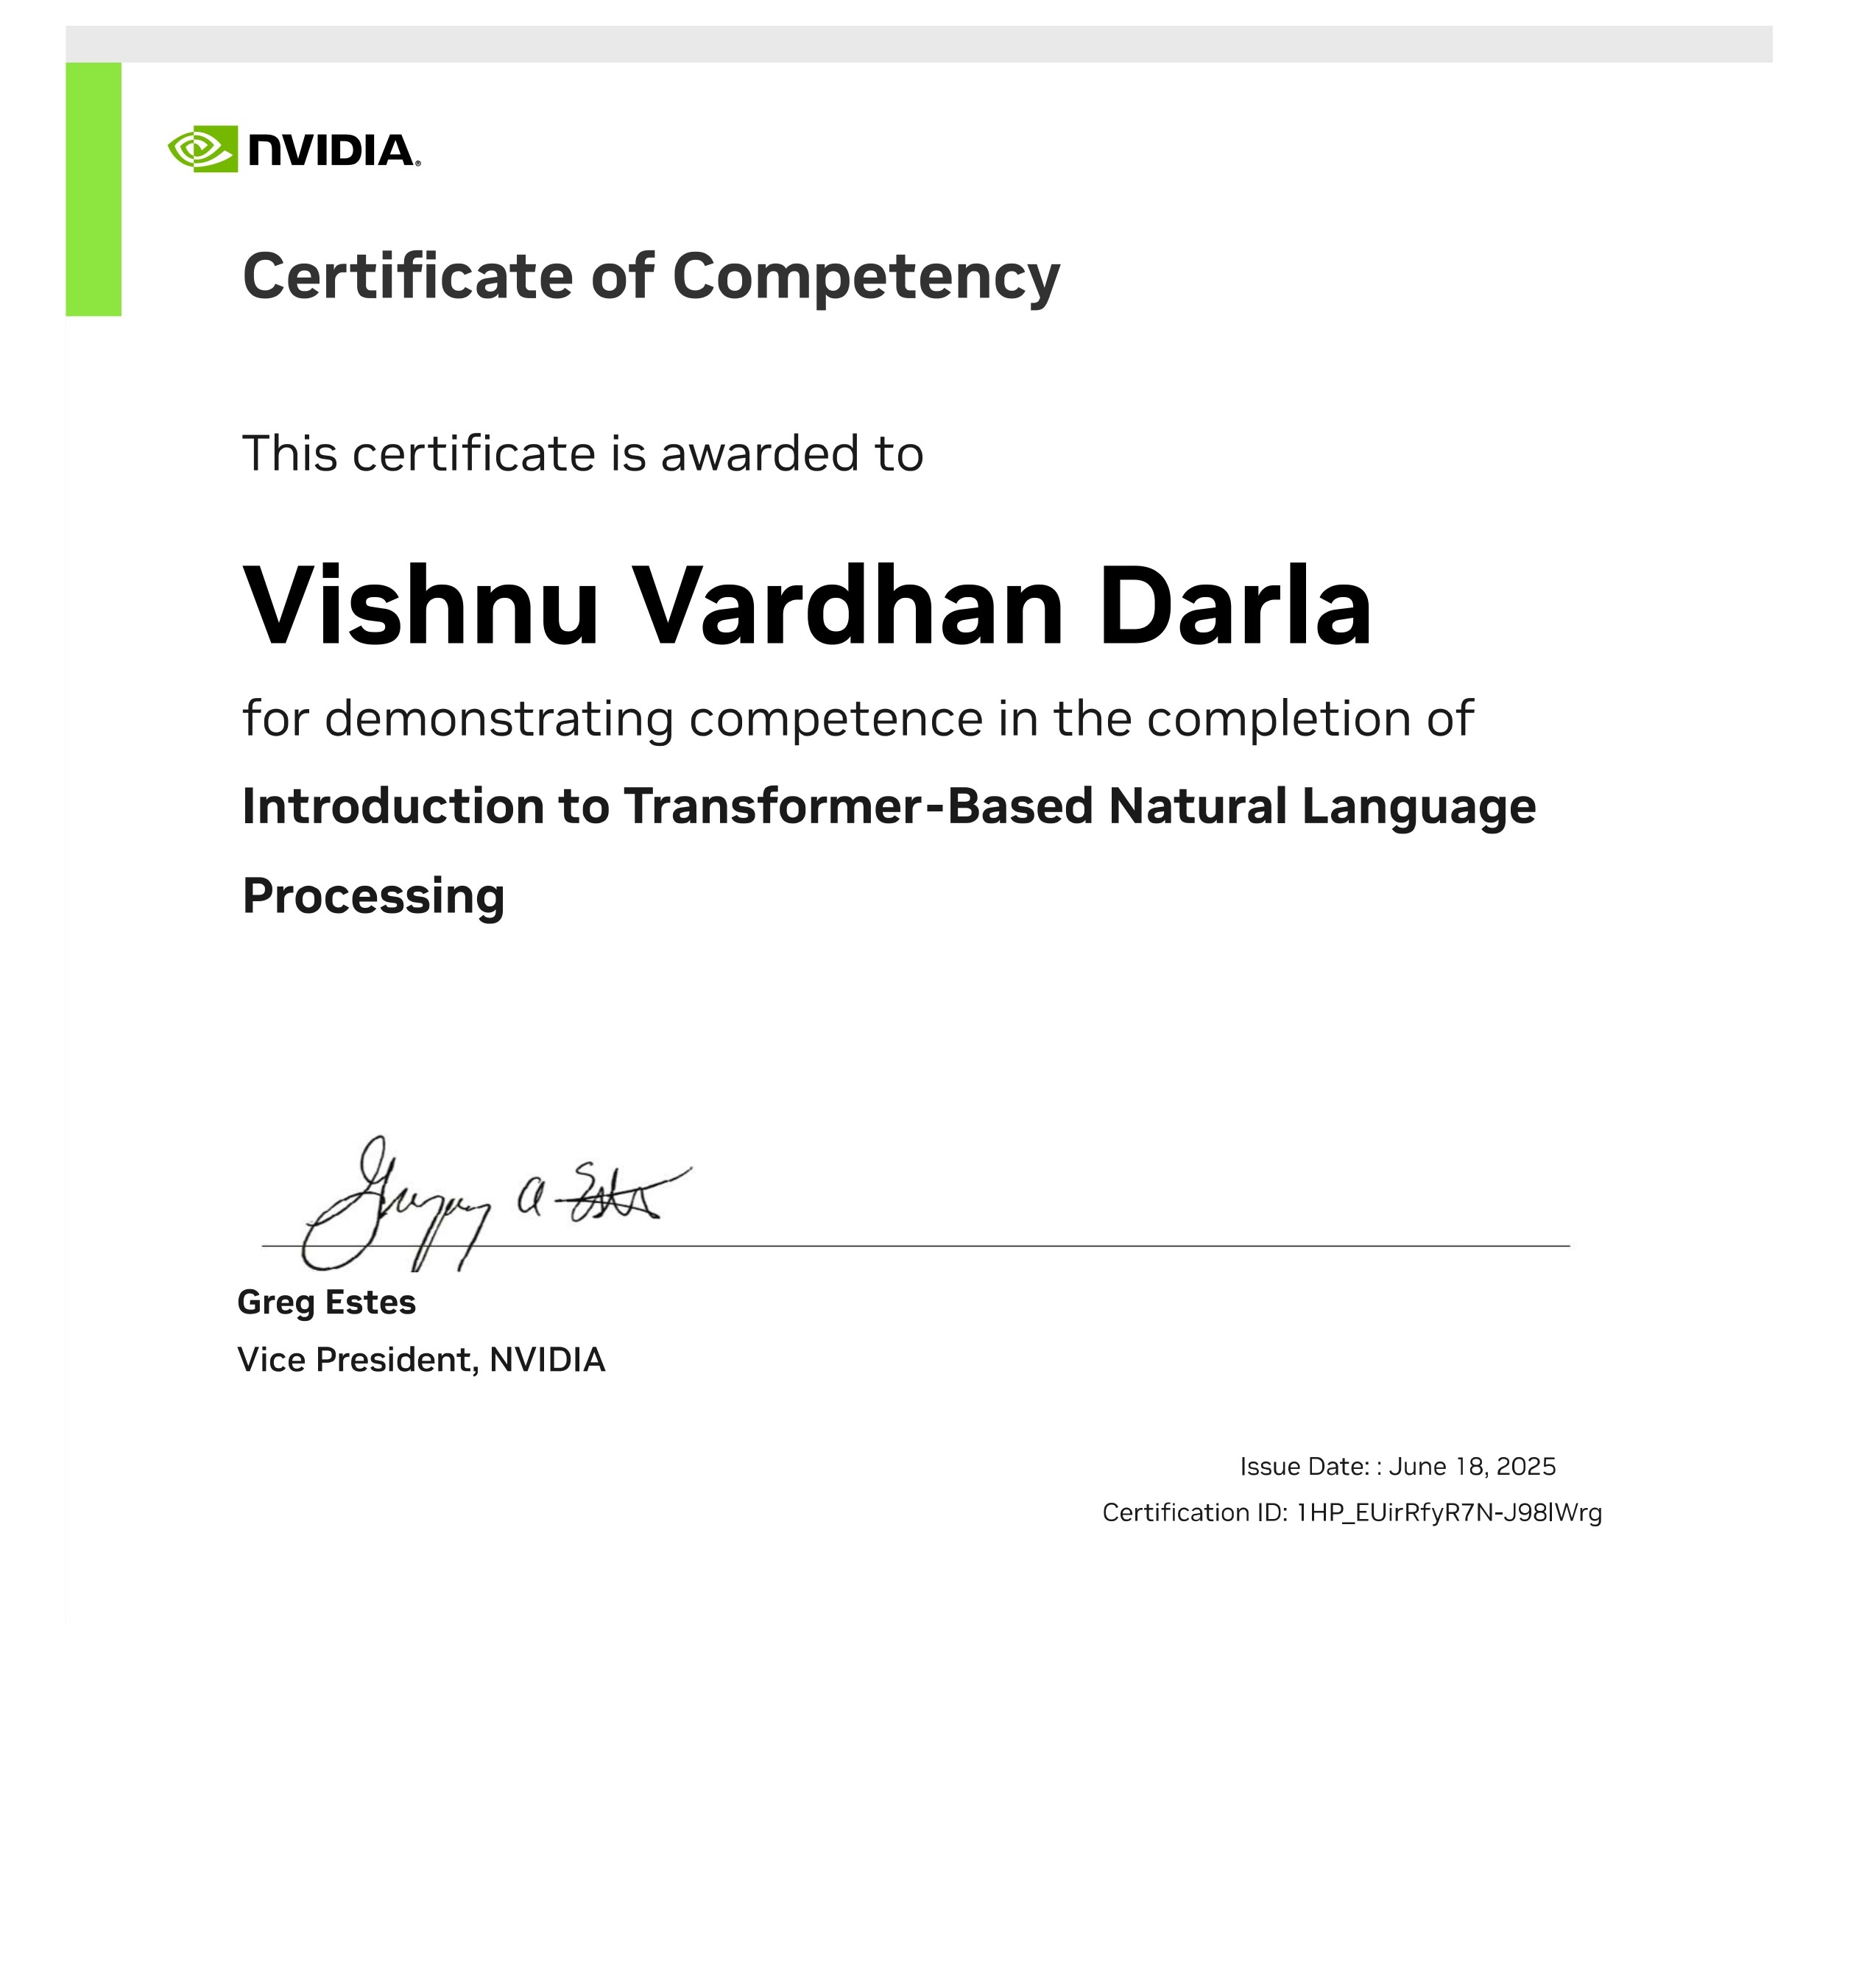 NVIDIA®
Certificate of Competency
This certificate is awarded to
Vishnu Vardhan Darla
for demonstrating competence in the completion of
Introduction to Transformer-Based Natural Language
Processing
Gregory A Estes
Greg Estes
Vice President, NVIDIA
Issue Date: : June 18, 2025
Certification ID: 1HP_EUirRfyR7N-J98lWrg